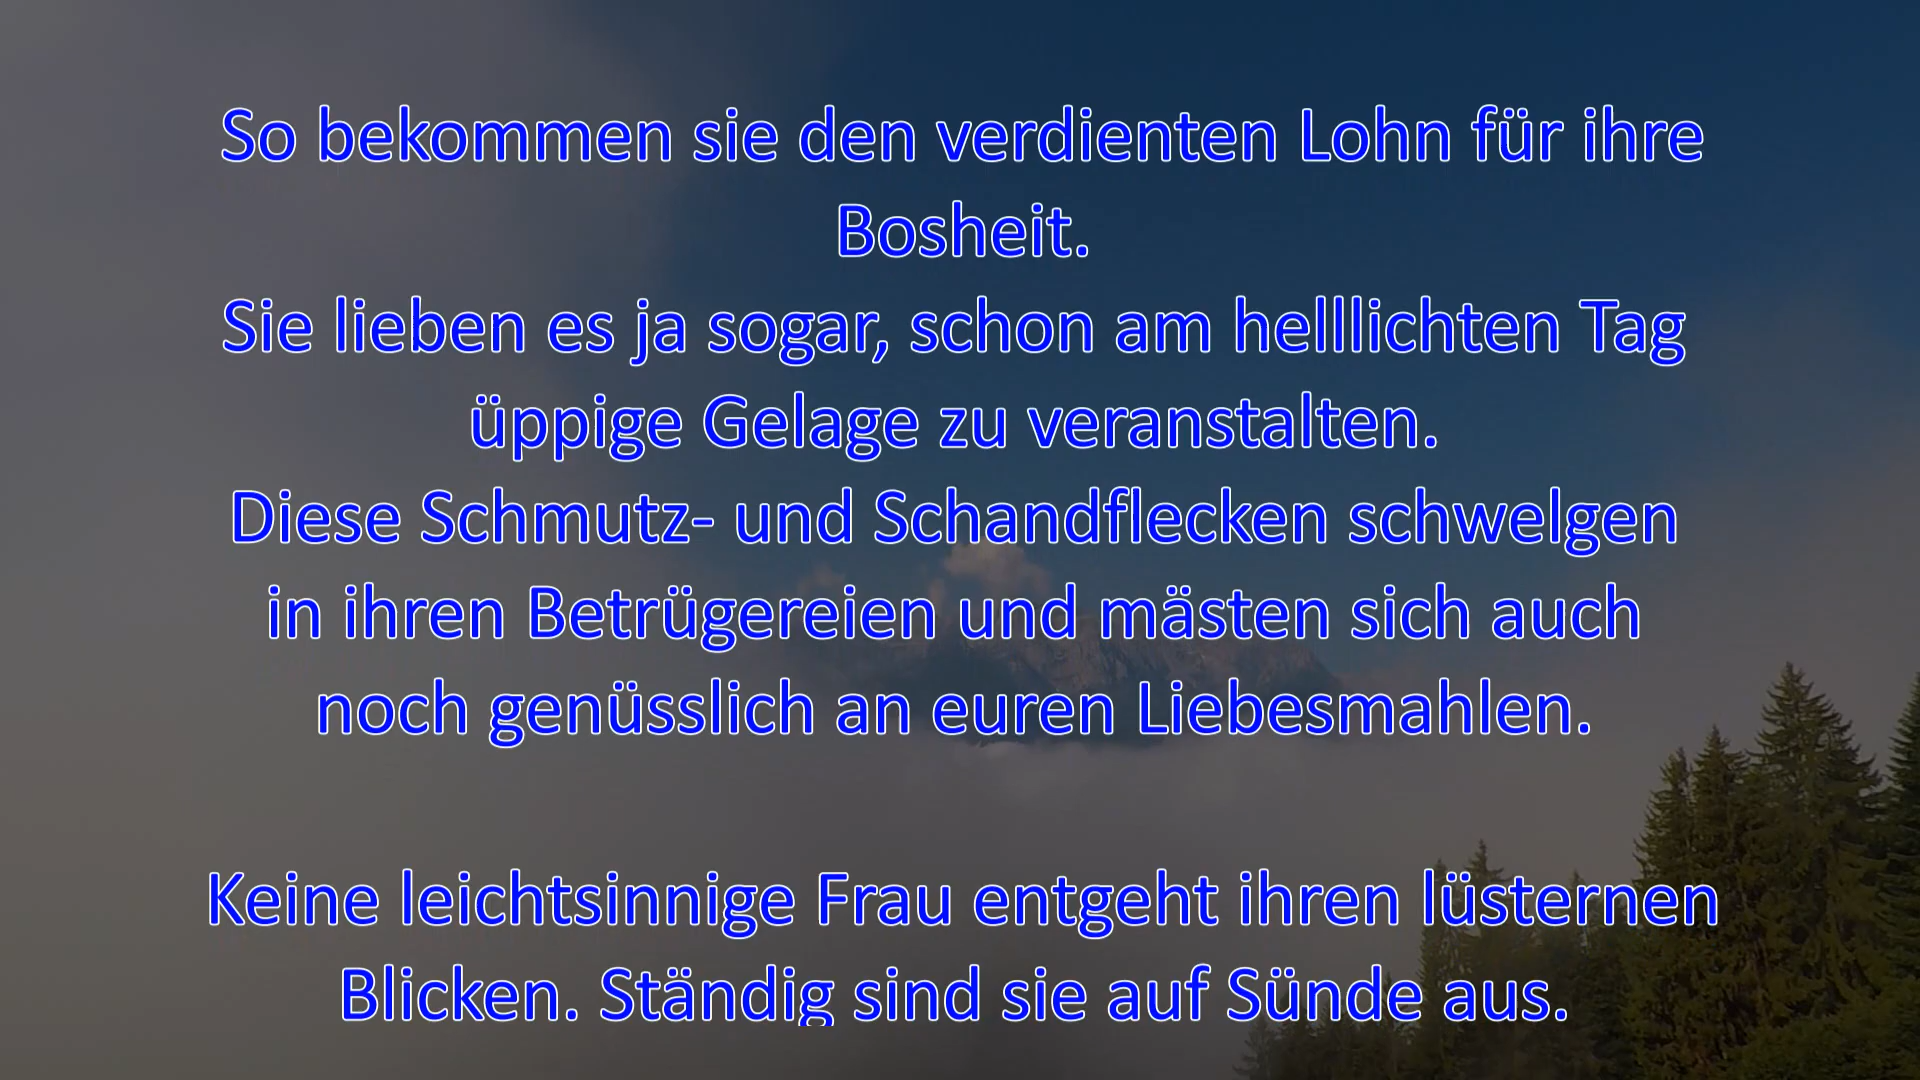 So bekommen sie den verdienten Lohn für ihre
Bosheit.
Sie lieben es ja sogar, schon am helllichten Tag
üppige Gelage zu veranstalten.
Diese Schmutz- und Schandflecken schwelgen
in ihren Betrügereien und mästen sich auch
noch genüsslich an euren Liebesmahlen.
Keine leichtsinnige Frau entgeht ihren lüsternen
Blicken. Ständig sind sie auf Sünde aus.